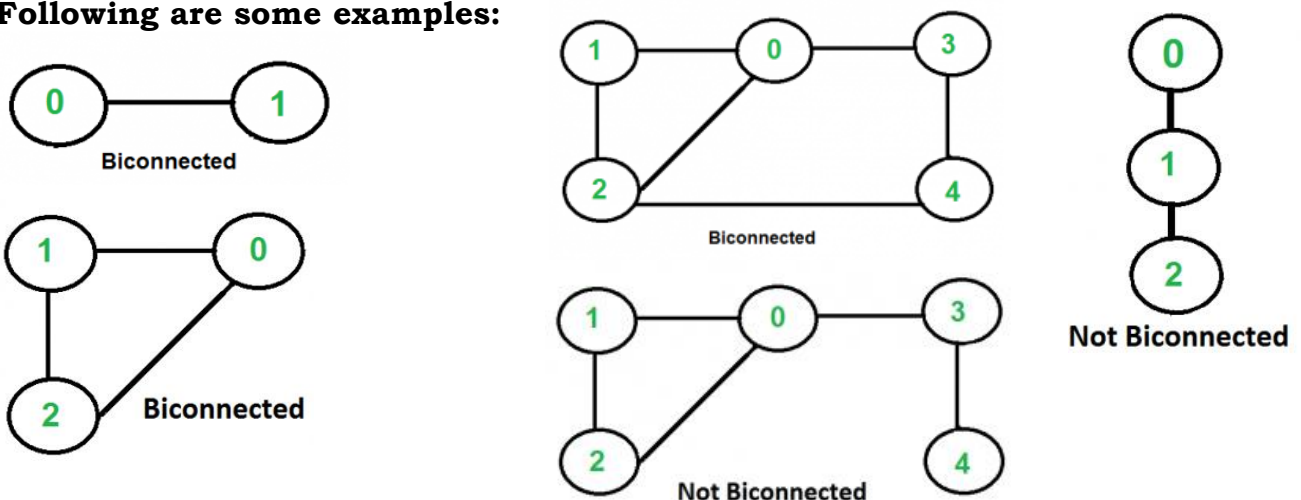 Following are some examples:
0 1
Biconnected
1 0
2
Biconnected
1 0 3
2 4
Biconnected
1 0 3
2 4
Not Biconnected
0
1
2
Not Biconnected